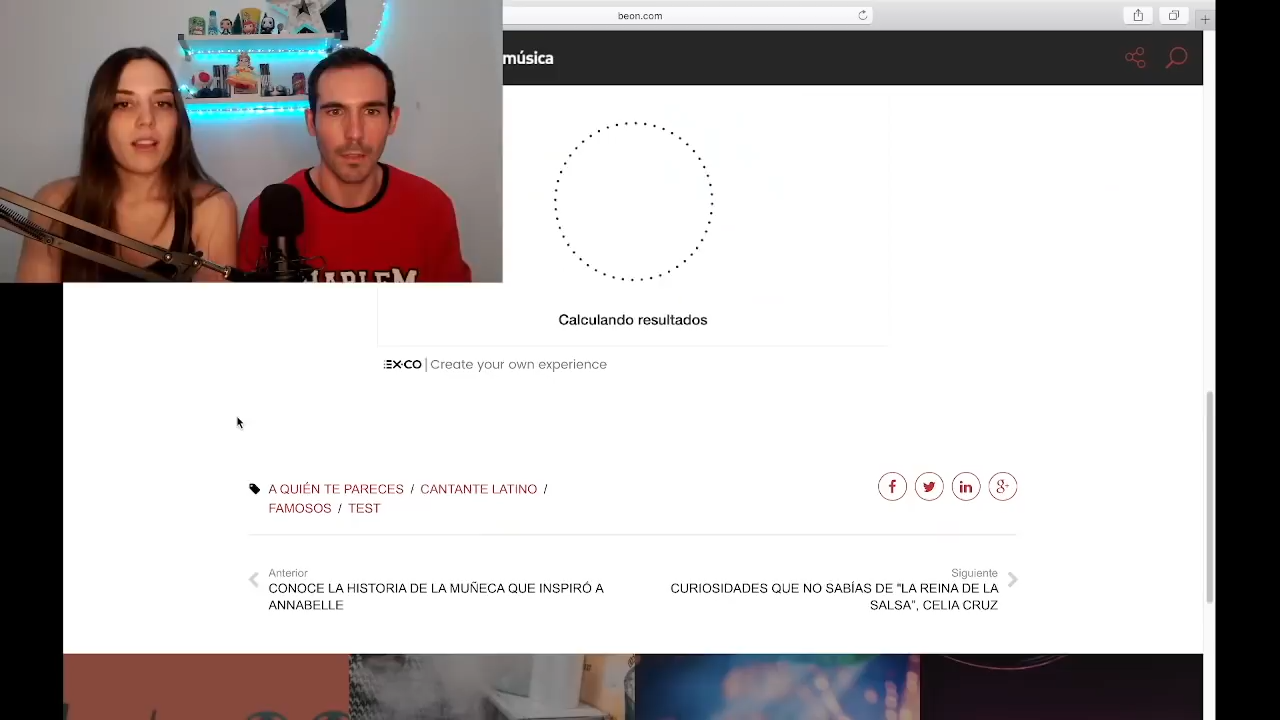 beon.com
música
HARLEM
Calculando resultados
EX•CO | Create your own experience
A QUIÉN TE PARECES / CANTANTE LATINO /
FAMOSOS / TEST
Anterior
CONOCE LA HISTORIA DE LA MUÑECA QUE INSPIRÓ A
ANNABELLE
Siguiente
CURIOSIDADES QUE NO SABÍAS DE "LA REINA DE LA
SALSA", CELIA CRUZ